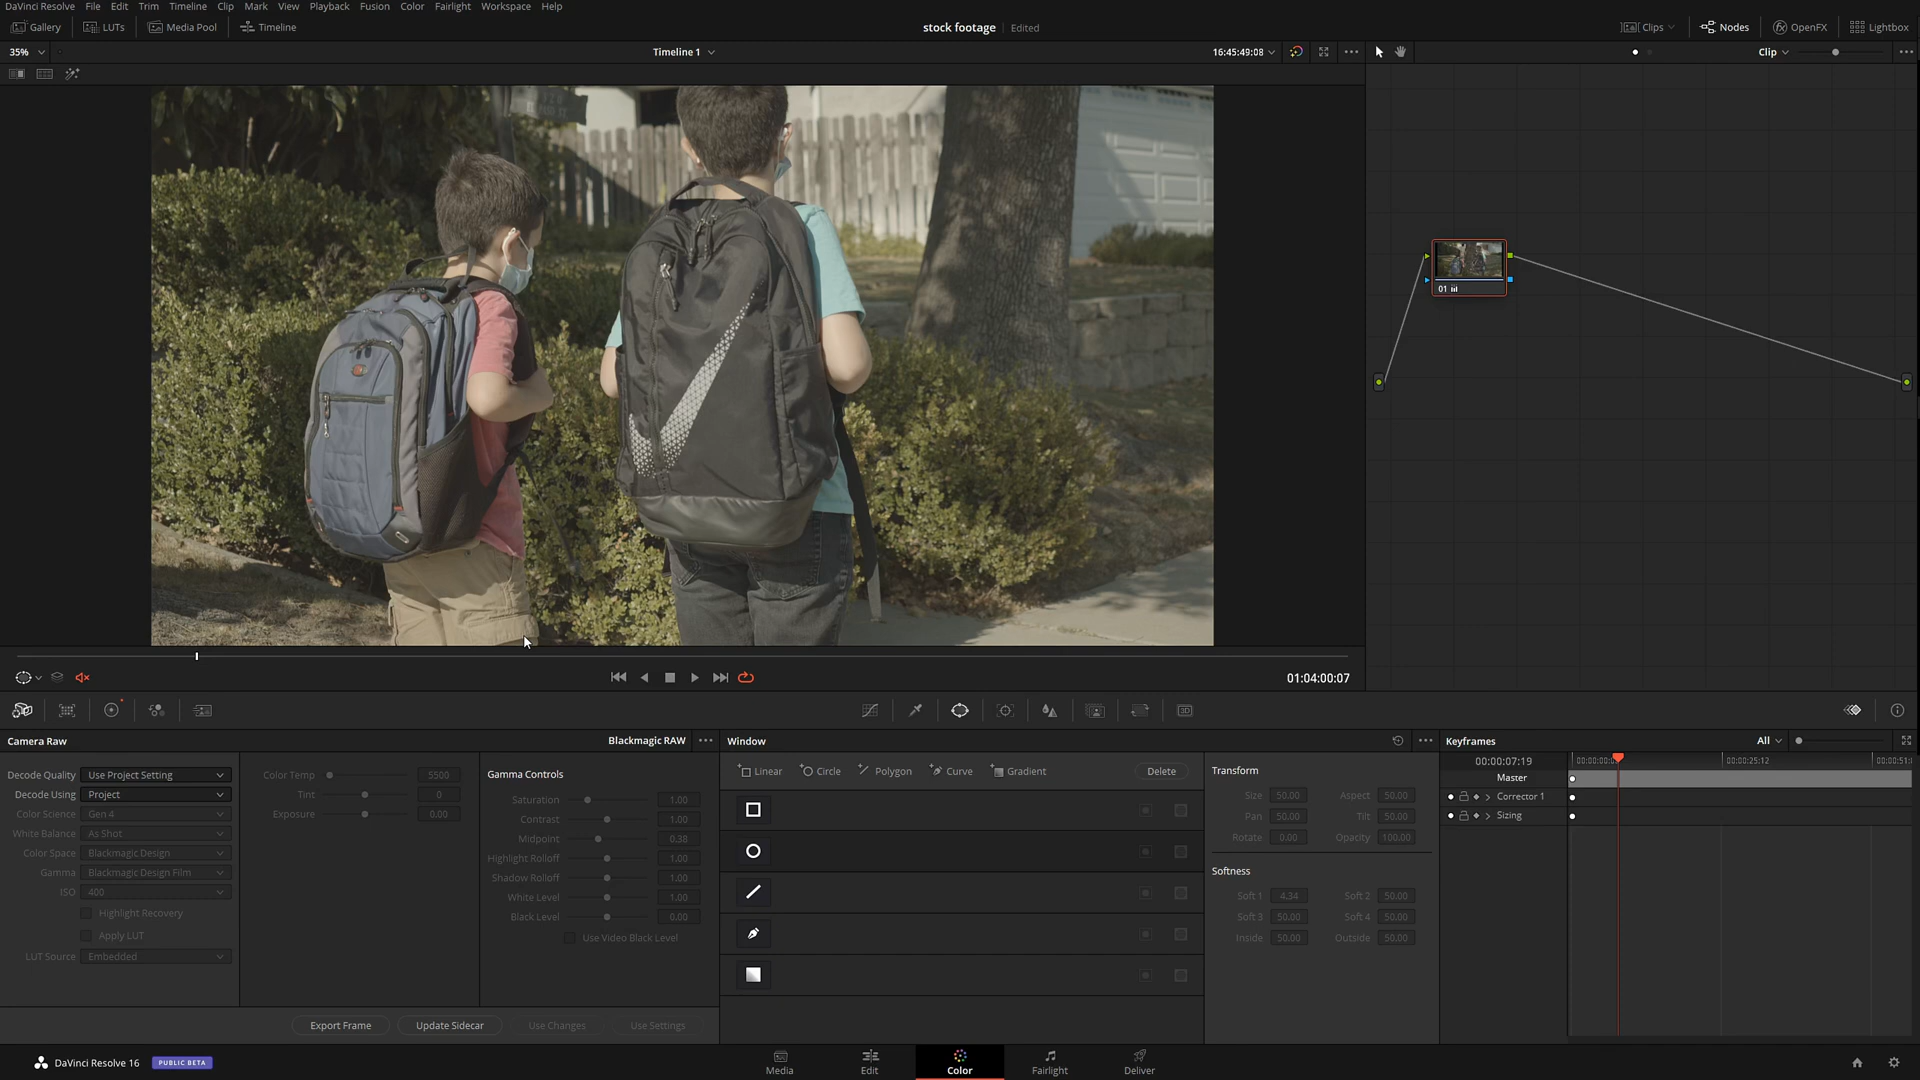 DaVinci Resolve File Edit Trim Timeline Clip Mark View Playback Fusion Color Fairlight Workspace Help
Gallery LUTs Media Pool Timeline stock footage Edited Clips Nodes OpenFX Lightbox
35% Timeline 1 16:45:49:08 Clip
01
01:04:00:07
Camera Raw Blackmagic RAW Window Keyframes All
Decode Quality Use Project Setting Color Temp 5500 Gamma Controls Linear Circle Polygon Curve Gradient Delete Transform 00:00:07:19 00:00:25:12
Decode Using Project Tint 0 Saturation 1.00 Size 50.00 Aspect 50.00 Master
Color Science Gen 4 Exposure 0.00 Contrast 1.00 Pan 50.00 Tilt 50.00 Corrector 1
White Balance As Shot Midpoint 0.38 Rotate 0.00 Opacity 100.00 Sizing
Color Space Blackmagic Design Highlight Rolloff 1.00
Gamma Blackmagic Design Film Shadow Rolloff 1.00 Softness
ISO 400 White Level 1.00 Soft 1 4.34 Soft 2 50.00
Highlight Recovery Black Level 0.00 Soft 3 50.00 Soft 4 50.00
Apply LUT Use Video Black Level Inside 50.00 Outside 50.00
LUT Source Embedded
Export Frame Update Sidecar Use Changes Use Settings
DaVinci Resolve 16 PUBLIC BETA Media Edit Color Fairlight Deliver